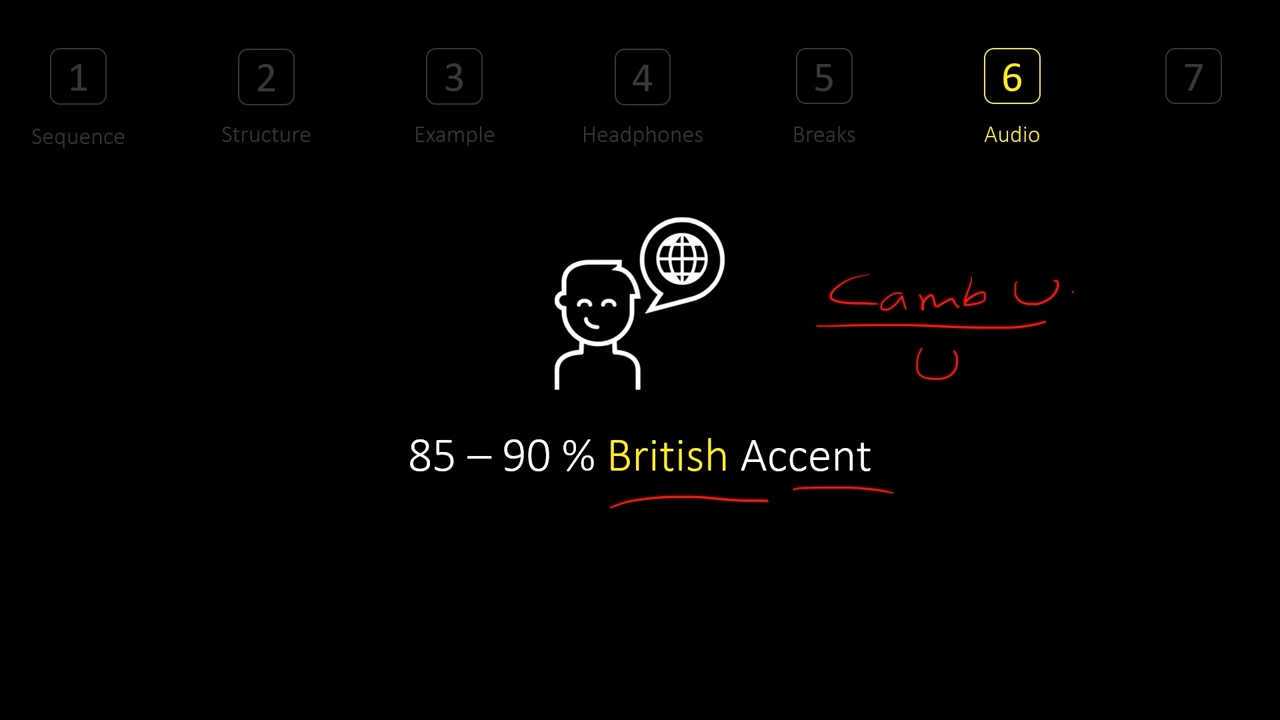 1 2 3 4 5 6 7
Sequence Structure Example Headphones Breaks Audio
Camb U.
U
85 – 90 % British Accent